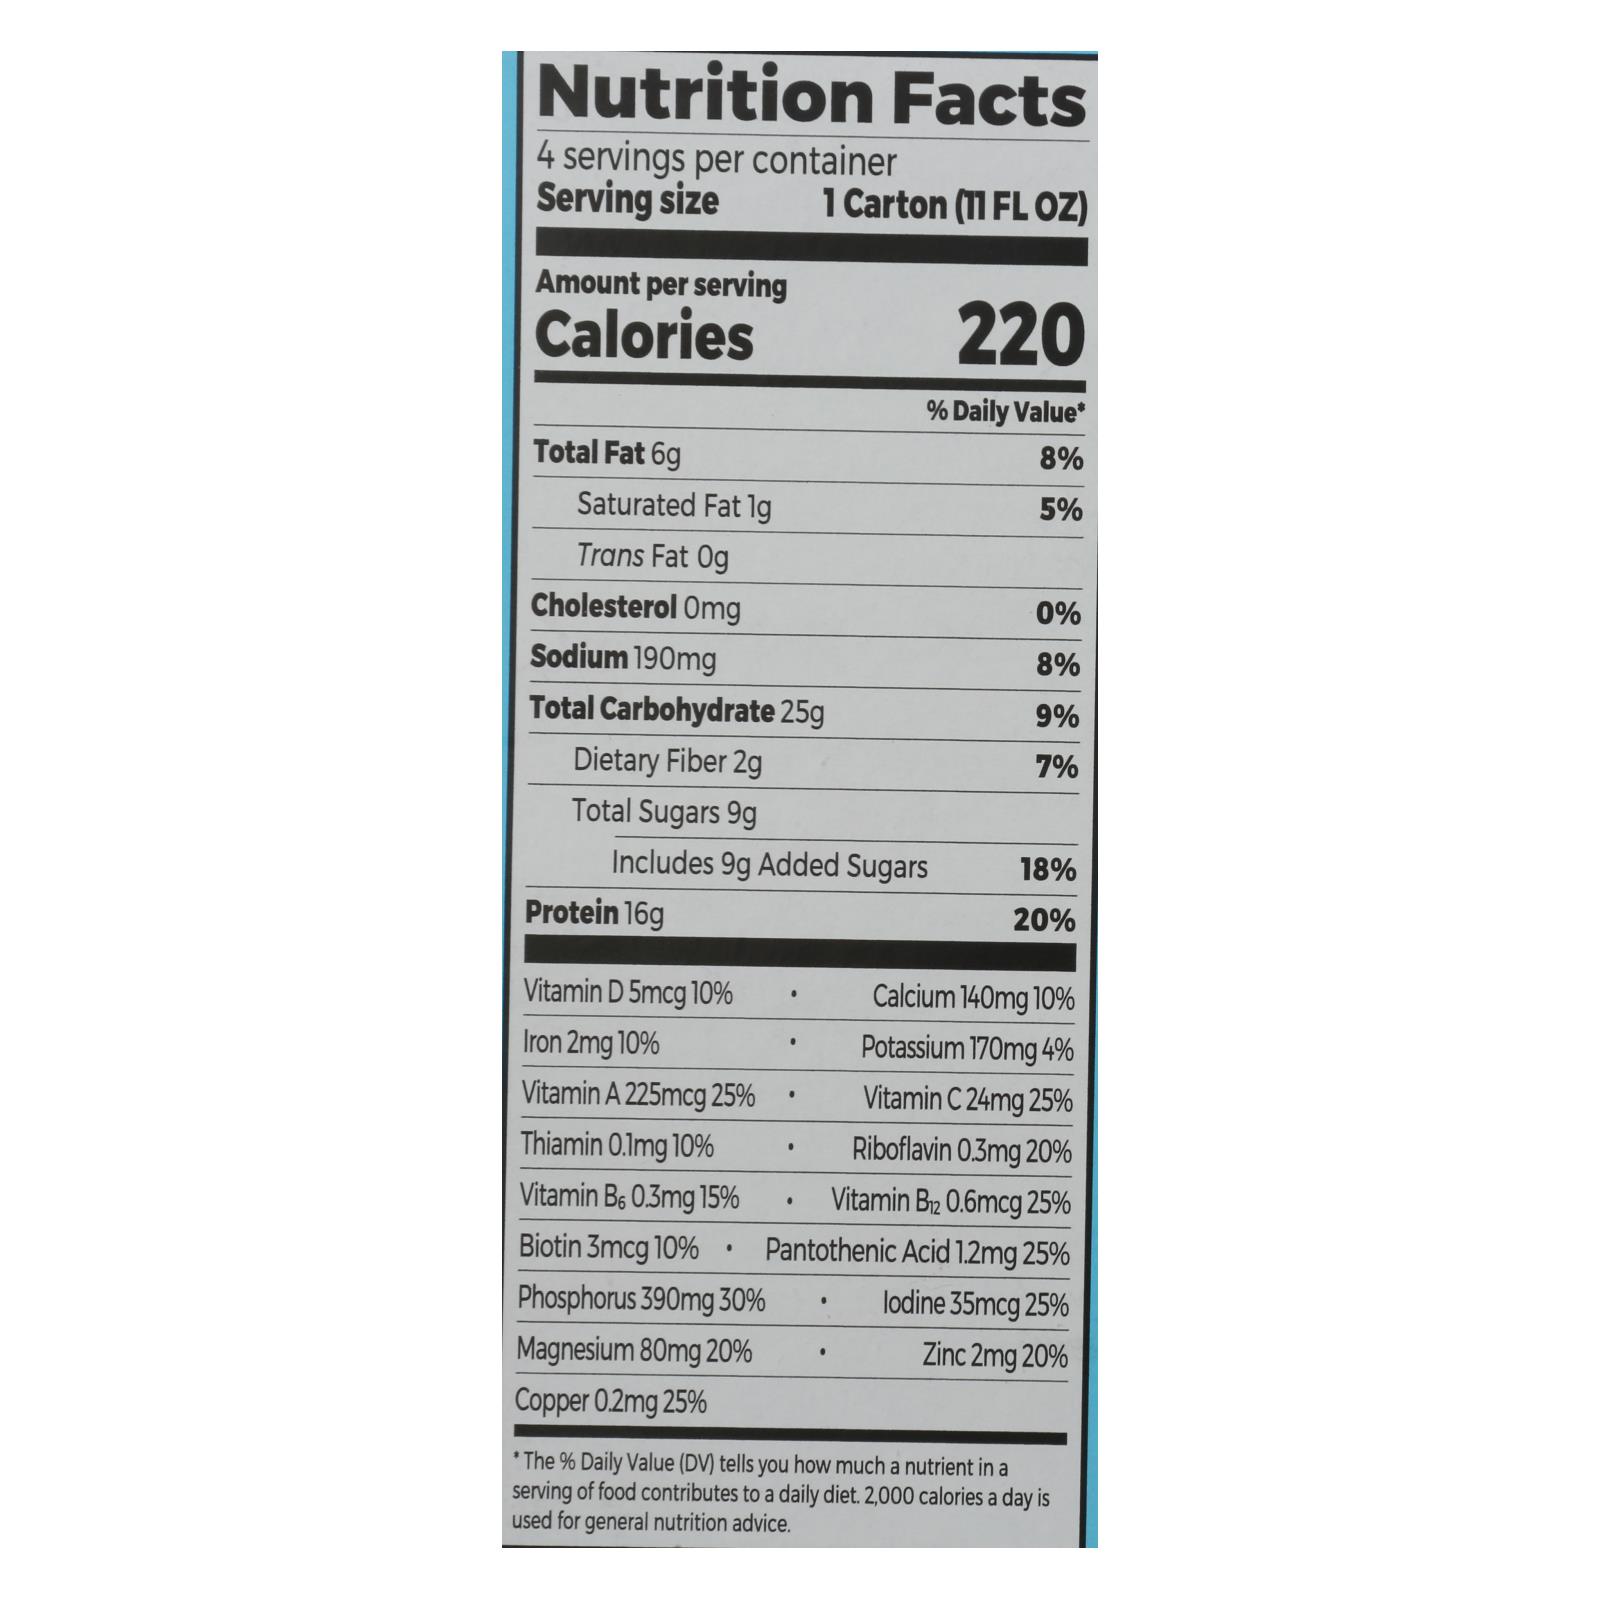 Nutrition Facts
4 servings per container
Serving size 1 Carton (11 FL OZ)
Amount per serving
Calories 220
% Daily Value*
Total Fat 6g 8%
Saturated Fat 1g 5%
Trans Fat 0g
Cholesterol 0mg 0%
Sodium 190mg 8%
Total Carbohydrate 25g 9%
Dietary Fiber 2g 7%
Total Sugars 9g
Includes 9g Added Sugars 18%
Protein 16g 20%
Vitamin D 5mcg 10% • Calcium 140mg 10%
Iron 2mg 10% • Potassium 170mg 4%
Vitamin A 225mcg 25% • Vitamin C 24mg 25%
Thiamin 0.1mg 10% • Riboflavin 0.3mg 20%
Vitamin B₆ 0.3mg 15% • Vitamin B₁₂ 0.6mcg 25%
Biotin 3mcg 10% • Pantothenic Acid 1.2mg 25%
Phosphorus 390mg 30% • Iodine 35mcg 25%
Magnesium 80mg 20% • Zinc 2mg 20%
Copper 0.2mg 25%
* The % Daily Value (DV) tells you how much a nutrient in a
serving of food contributes to a daily diet. 2,000 calories a day is
used for general nutrition advice.